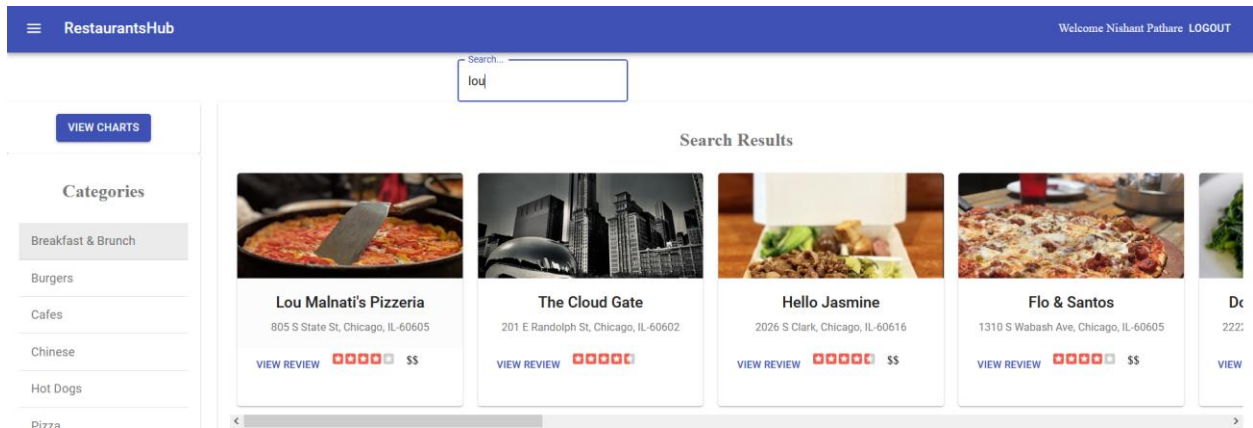 RestaurantsHub
Welcome Nishant Pathare LOGOUT
Search...
lou
VIEW CHARTS
Search Results
Categories
Breakfast & Brunch
Burgers
Cafes
Chinese
Hot Dogs
Pizza
Lou Malnati's Pizzeria
805 S State St, Chicago, IL-60605
VIEW REVIEW $$
The Cloud Gate
201 E Randolph St, Chicago, IL-60602
VIEW REVIEW
Hello Jasmine
2026 S Clark, Chicago, IL-60616
VIEW REVIEW $$
Flo & Santos
1310 S Wabash Ave, Chicago, IL-60605
VIEW REVIEW $$
VIEW